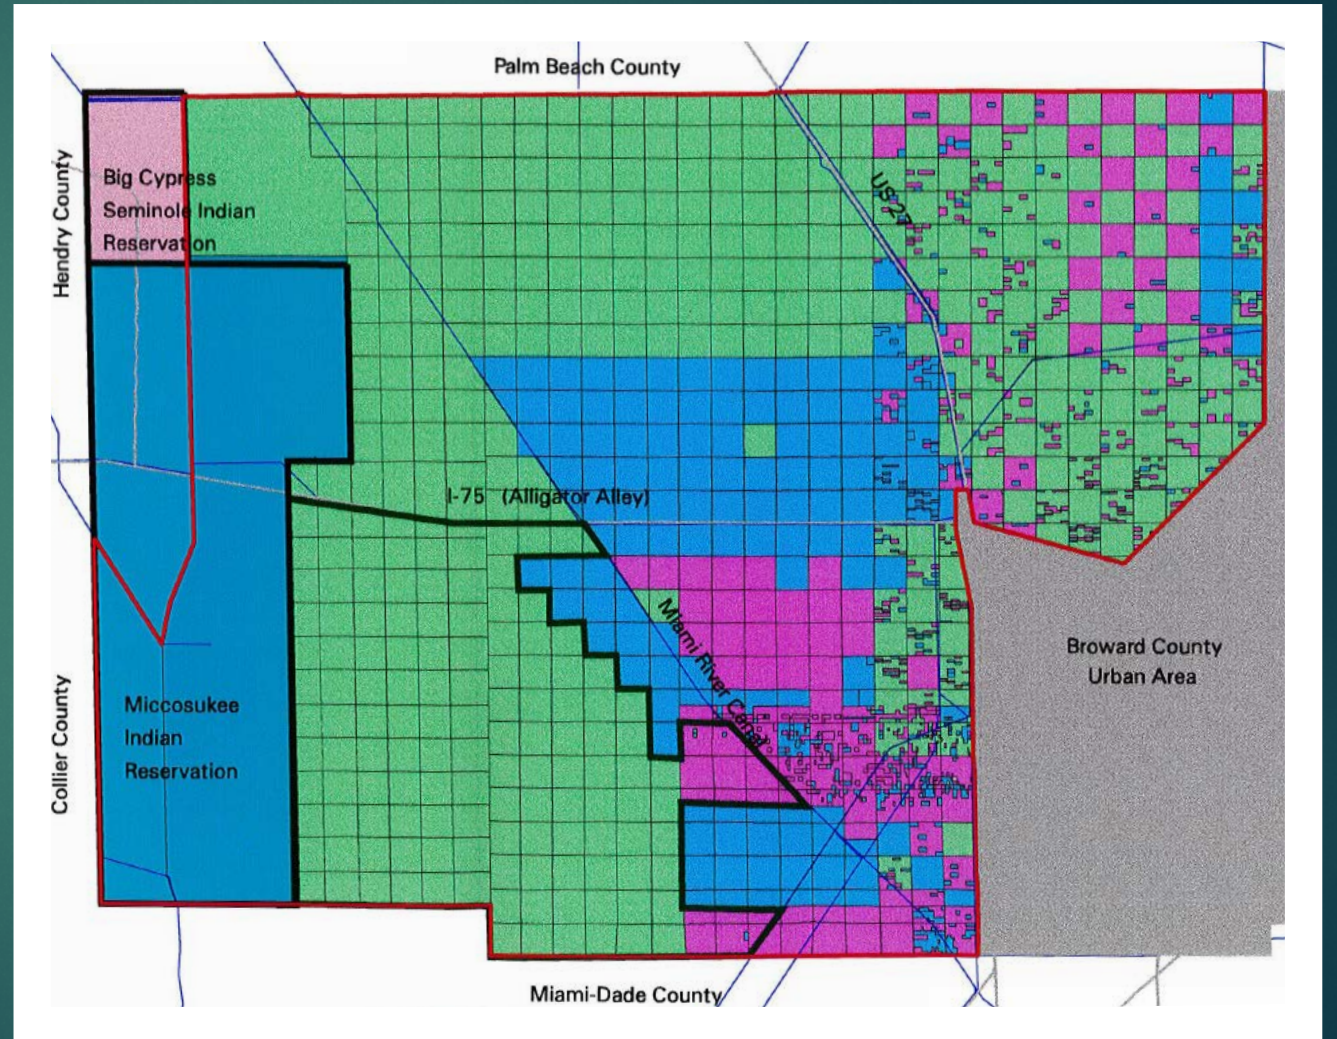 Palm Beach County
Hendry County
Big Cypress
Seminole Indian
Reservation
US 27
I-75 (Alligator Alley)
Miami River Canal
Broward County
Urban Area
Collier County
Miccosukee
Indian
Reservation
Miami-Dade County